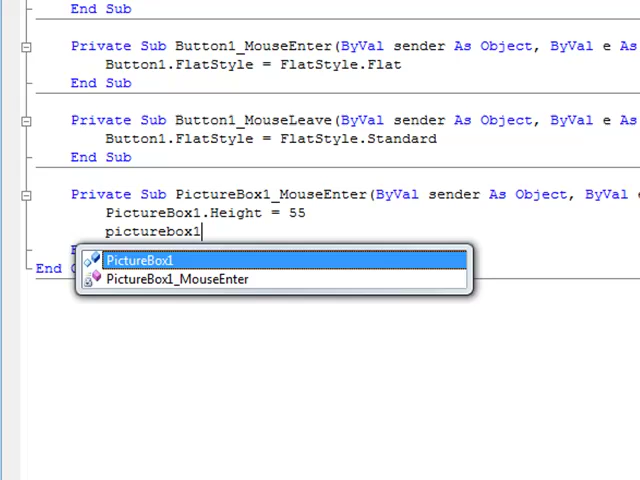 End Sub
Private Sub Button1_MouseEnter(ByVal sender As Object, ByVal e As
Button1.FlatStyle = FlatStyle.Flat
End Sub
Private Sub Button1_MouseLeave(ByVal sender As Object, ByVal e As
Button1.FlatStyle = FlatStyle.Standard
End Sub
Private Sub PictureBox1_MouseEnter(ByVal sender As Object, ByVal
PictureBox1.Height = 55
picturebox1
PictureBox1
End
PictureBox1_MouseEnter